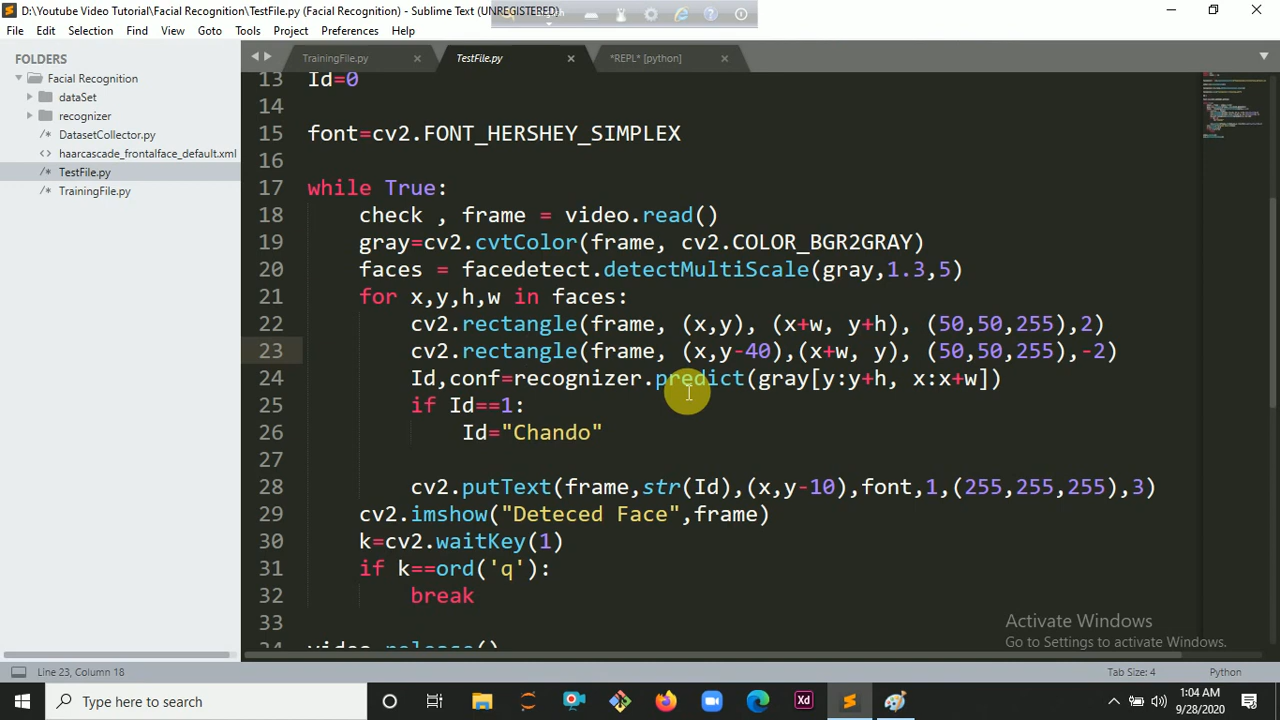 D:\Youtube Video Tutorial\Facial Recognition\TestFile.py (Facial Recognition) - Sublime Text (UNREGISTERED)
File Edit Selection Find View Goto Tools Project Preferences Help
FOLDERS
Facial Recognition
dataSet
recognizer
DatasetCollector.py
haarcascade_frontalface_default.xml
TestFile.py
TrainingFile.py
TrainingFile.py TestFile.py *REPL* [python]
13 Id=0
14
15 font=cv2.FONT_HERSHEY_SIMPLEX
16
17 while True:
18 check , frame = video.read()
19 gray=cv2.cvtColor(frame, cv2.COLOR_BGR2GRAY)
20 faces = facedetect.detectMultiScale(gray,1.3,5)
21 for x,y,h,w in faces:
22 cv2.rectangle(frame, (x,y), (x+w, y+h), (50,50,255),2)
23 cv2.rectangle(frame, (x,y-40),(x+w, y), (50,50,255),-2)
24 Id,conf=recognizer.predict(gray[y:y+h, x:x+w])
25 if Id==1:
26 Id="Chando"
27
28 cv2.putText(frame,str(Id),(x,y-10),font,1,(255,255,255),3)
29 cv2.imshow("Deteced Face",frame)
30 k=cv2.waitKey(1)
31 if k==ord('q'):
32 break
33
34 video.release()
Activate Windows
Go to Settings to activate Windows.
Line 23, Column 18
Tab Size: 4 Python
Type here to search
Xd
1:04 AM
9/28/2020